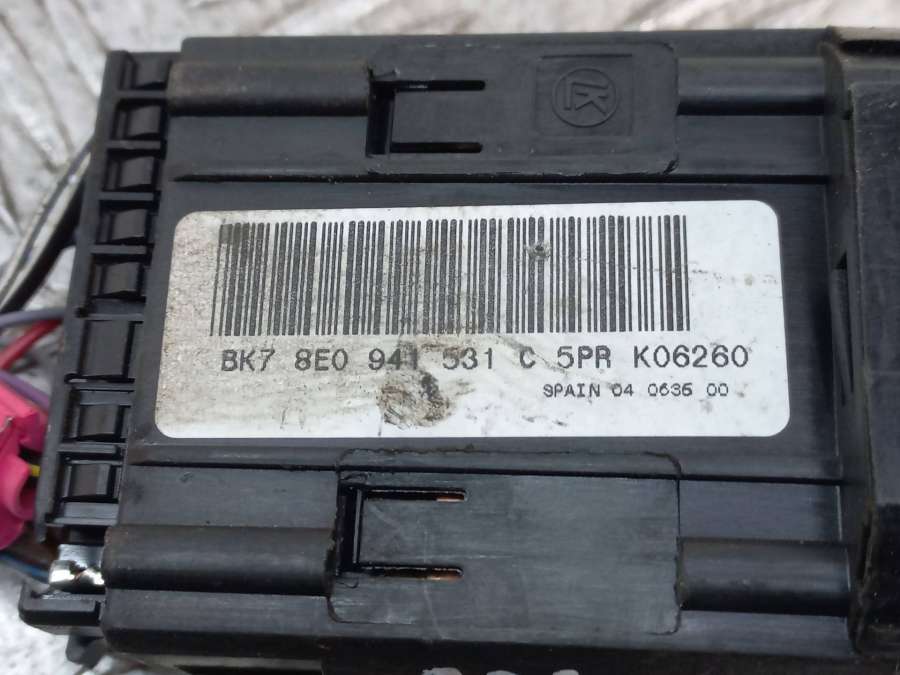 K
BK7 8E0 941 531 C 5PR K06260
SPAIN 04 0636 00